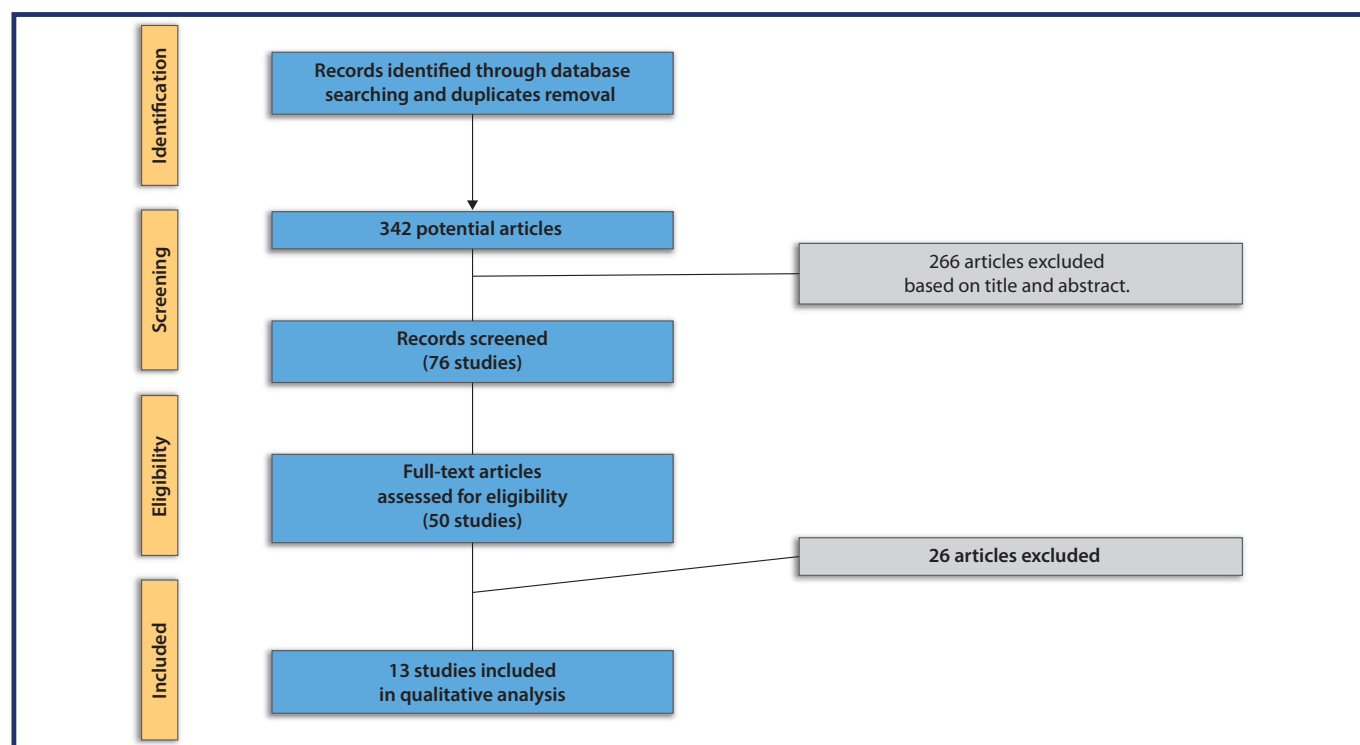 Identification
Records identified through database
searching and duplicates removal
Screening
342 potential articles
266 articles excluded
based on title and abstract.
Records screened
(76 studies)
Eligibility
Full-text articles
assessed for eligibility
(50 studies)
26 articles excluded
Included
13 studies included
in qualitative analysis